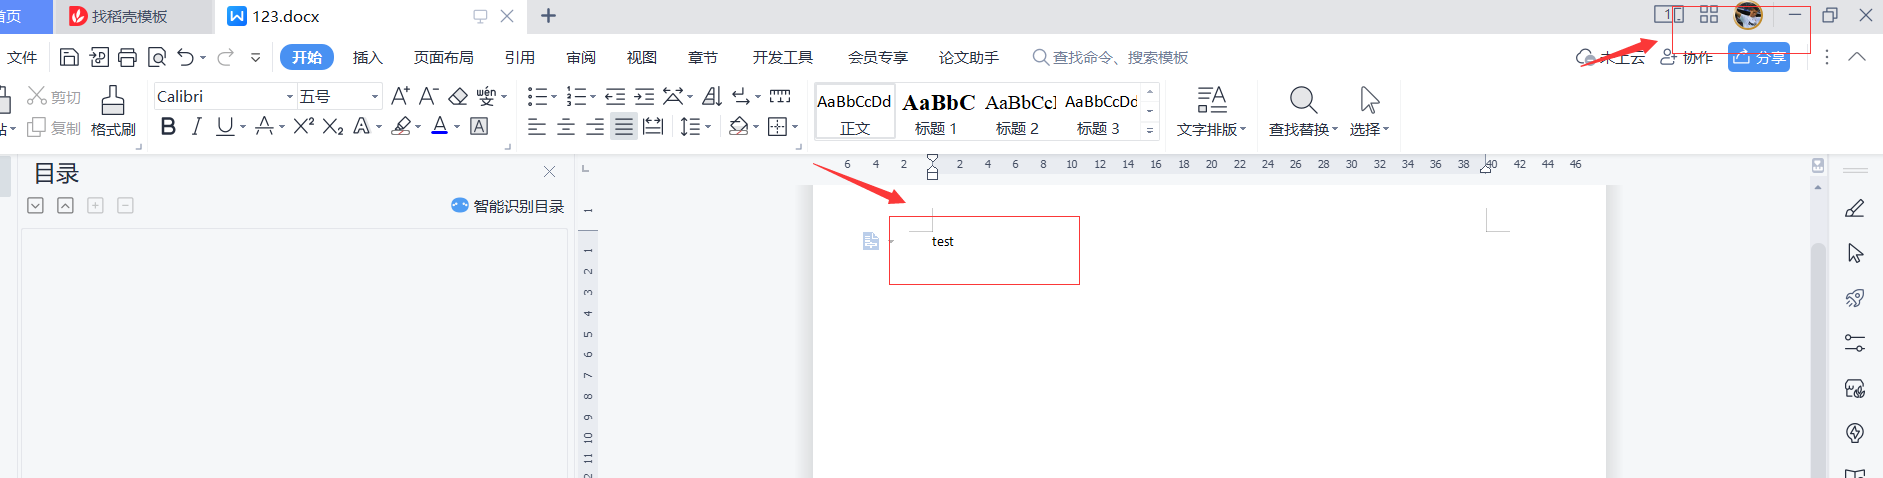 首页 找稻壳模板 123.docx
文件 开始 插入 页面布局 引用 审阅 视图 章节 开发工具 会员专享 论文助手 查找命令、搜索模板 未上云 协作 分享
剪切 Calibri 五号 A+ A- wén
AaBbCcDd AaBbC AaBbCcI AaBbCcDd
复制 格式刷 B I U A X² X₂ A A A 正文 标题 1 标题 2 标题 3 文字排版 查找替换 选择
目录
6 4 2 2 4 6 8 10 12 14 16 18 20 22 24 26 28 30 32 34 36 38 40 42 44 46
智能识别目录
1
test
1
2
3
4
5
6
7
8
9
10
11